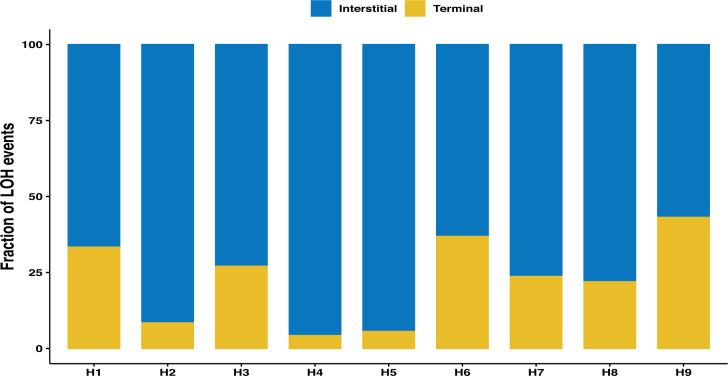 Interstitial Terminal
Fraction of LOH events
100
75
50
25
0
H1 H2 H3 H4 H5 H6 H7 H8 H9